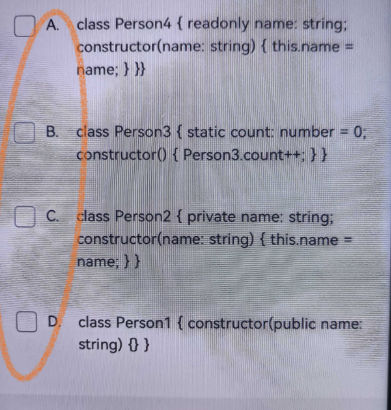 A. class Person4 { readonly name: string;
constructor(name: string) { this.name =
name; } }}
B. class Person3 { static count: number = 0;
constructor() { Person3.count++; } }
C. class Person2 { private name: string;
constructor(name: string) { this.name =
name; } }
D. class Person1 { constructor(public name:
string) {} }